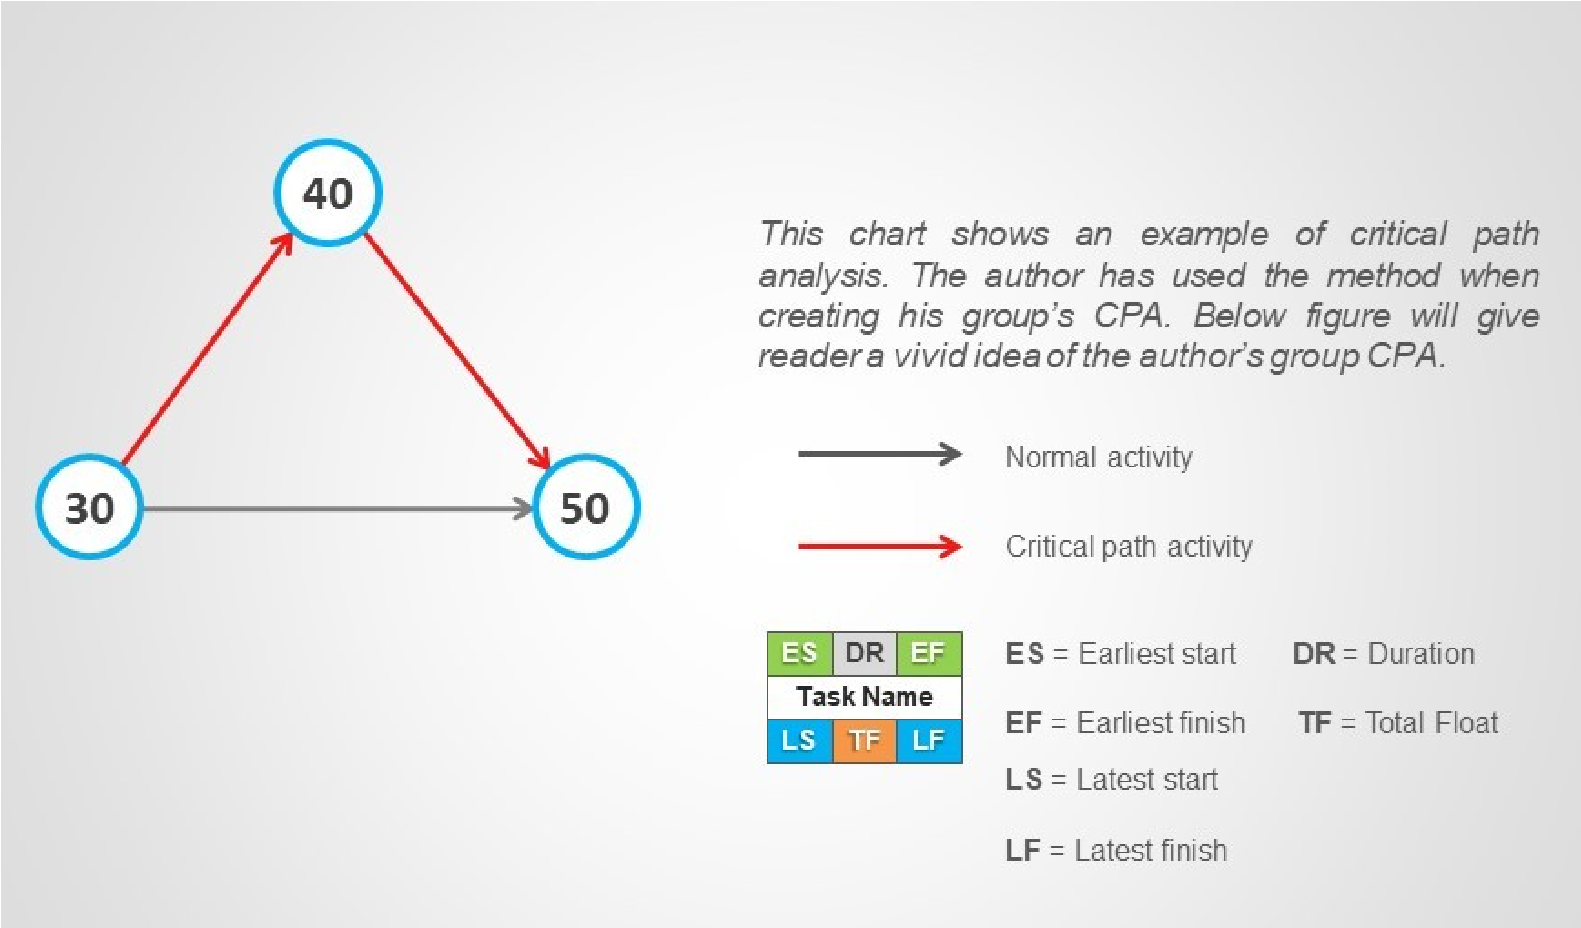 40
30
50
This chart shows an example of critical path
analysis. The author has used the method when
creating his group's CPA. Below figure will give
reader a vivid idea of the author's group CPA.
Normal activity
Critical path activity
ES DR EF
Task Name
LS TF LF
ES = Earliest start DR = Duration
EF = Earliest finish TF = Total Float
LS = Latest start
LF = Latest finish